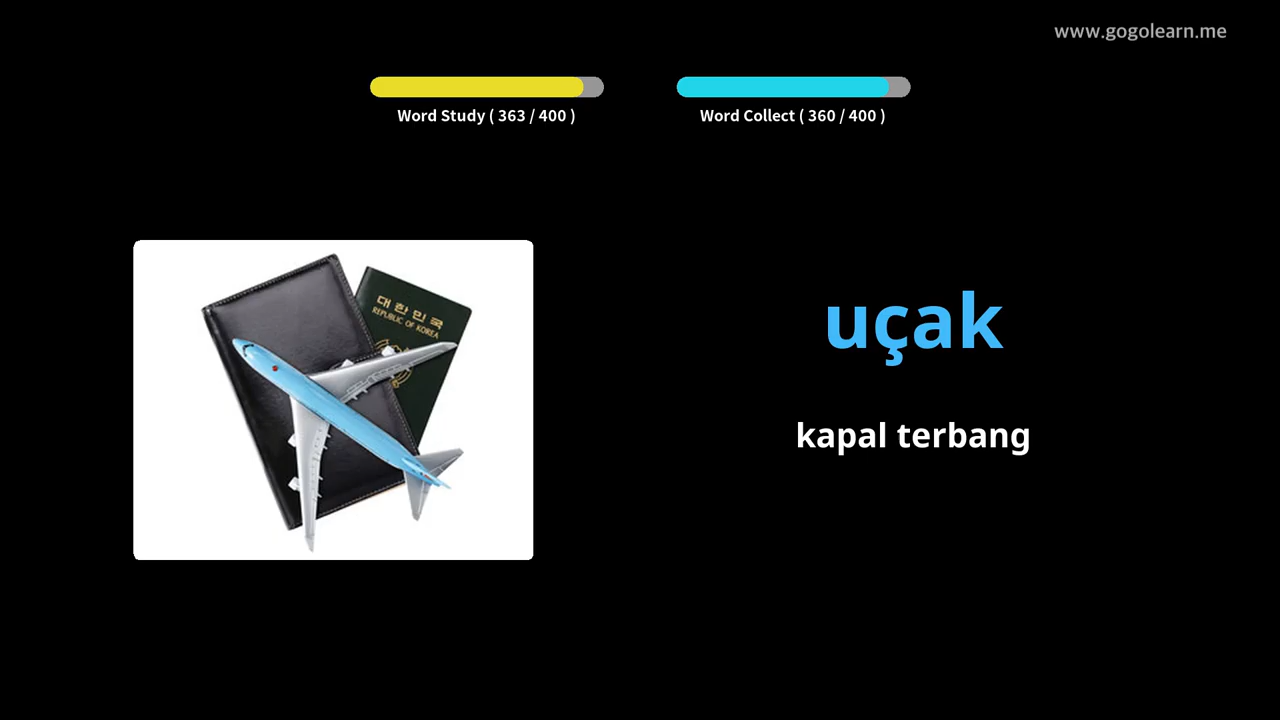 www.gogolearn.me
Word Study ( 363 / 400 )
Word Collect ( 360 / 400 )
대한민국
REPUBLIC OF KOREA
uçak
kapal terbang